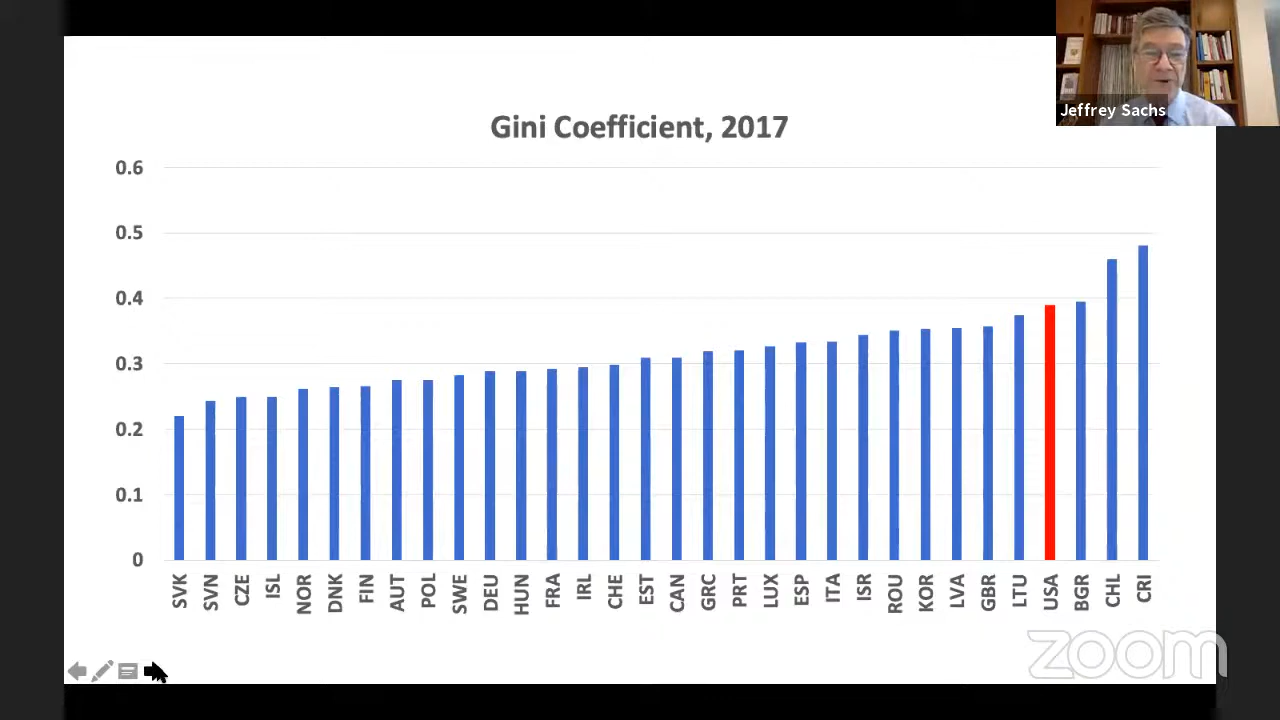 Jeffrey Sachs
Gini Coefficient, 2017
0.6
0.5
0.4
0.3
0.2
0.1
0
SVK SVN CZE ISL NOR DNK FIN AUT POL SWE DEU HUN FRA IRL CHE EST CAN GRC PRT LUX ESP ITA ISR ROU KOR LVA GBR LTU USA BGR CHL CRI
zoom